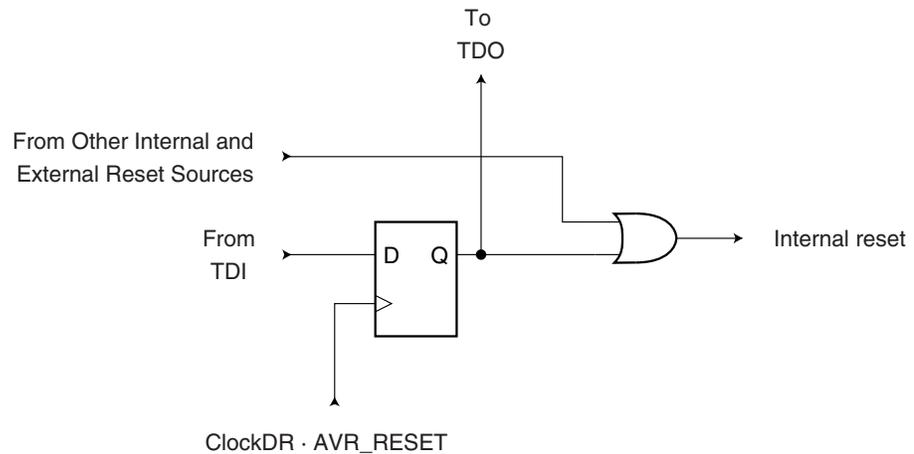 To
TDO
From Other Internal and
External Reset Sources
From
TDI
D
Q
Internal reset
ClockDR · AVR_RESET